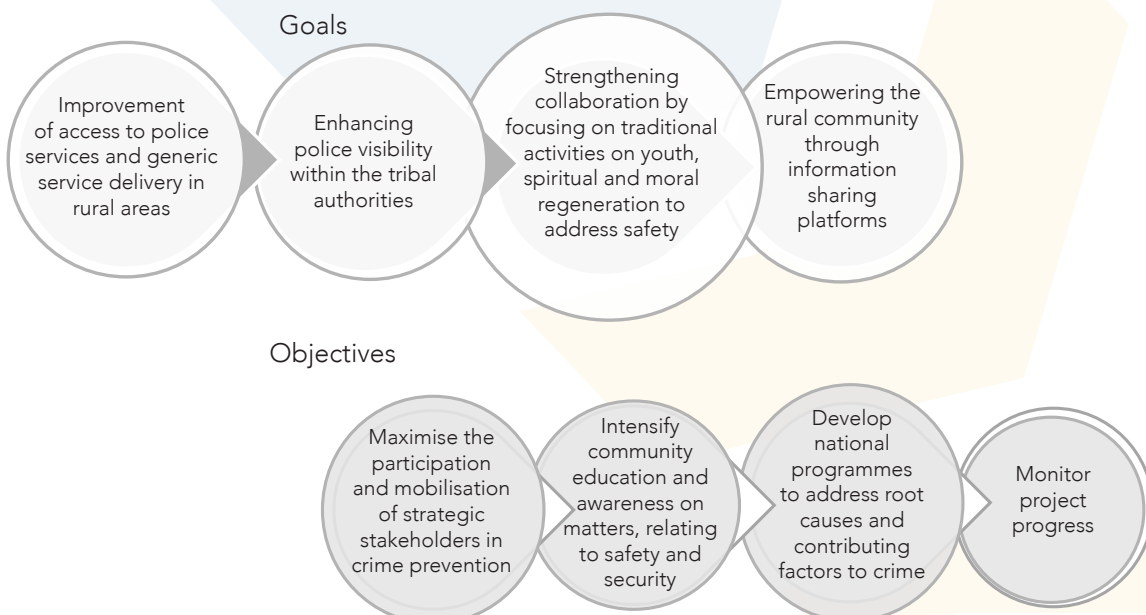 Goals
Improvement
of access to police
services and generic
service delivery in
rural areas
Enhancing
police visibility
within the tribal
authorities
Strengthening
collaboration by
focusing on traditional
activities on youth,
spiritual and moral
regeneration to
address safety
Empowering the
rural community
through
information
sharing
platforms
Objectives
Maximise the
participation
and mobilisation
of strategic
stakeholders in
crime prevention
Intensify
community
education and
awareness on
matters, relating
to safety and
security
Develop
national
programmes
to address root
causes and
contributing
factors to crime
Monitor
project
progress